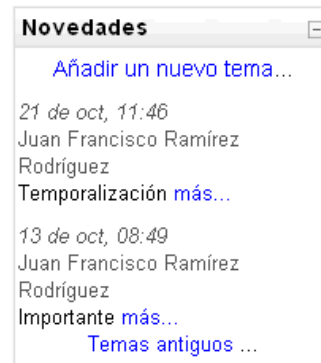 Novedades
Añadir un nuevo tema...
21 de oct, 11:46
Juan Francisco Ramírez
Rodríguez
Temporalización más...
13 de oct, 08:49
Juan Francisco Ramírez
Rodríguez
Importante más...
Temas antiguos ...